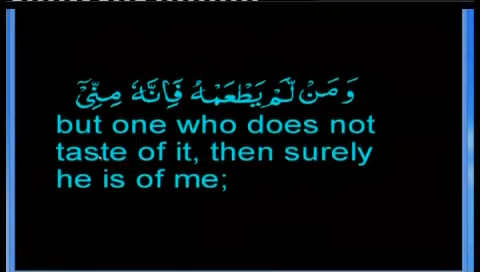 وَمَنْ لَّمْ يَطْعَمْهُ فَإِنَّهُ مِنِّيْٓ
but one who does not
taste of it, then surely
he is of me;